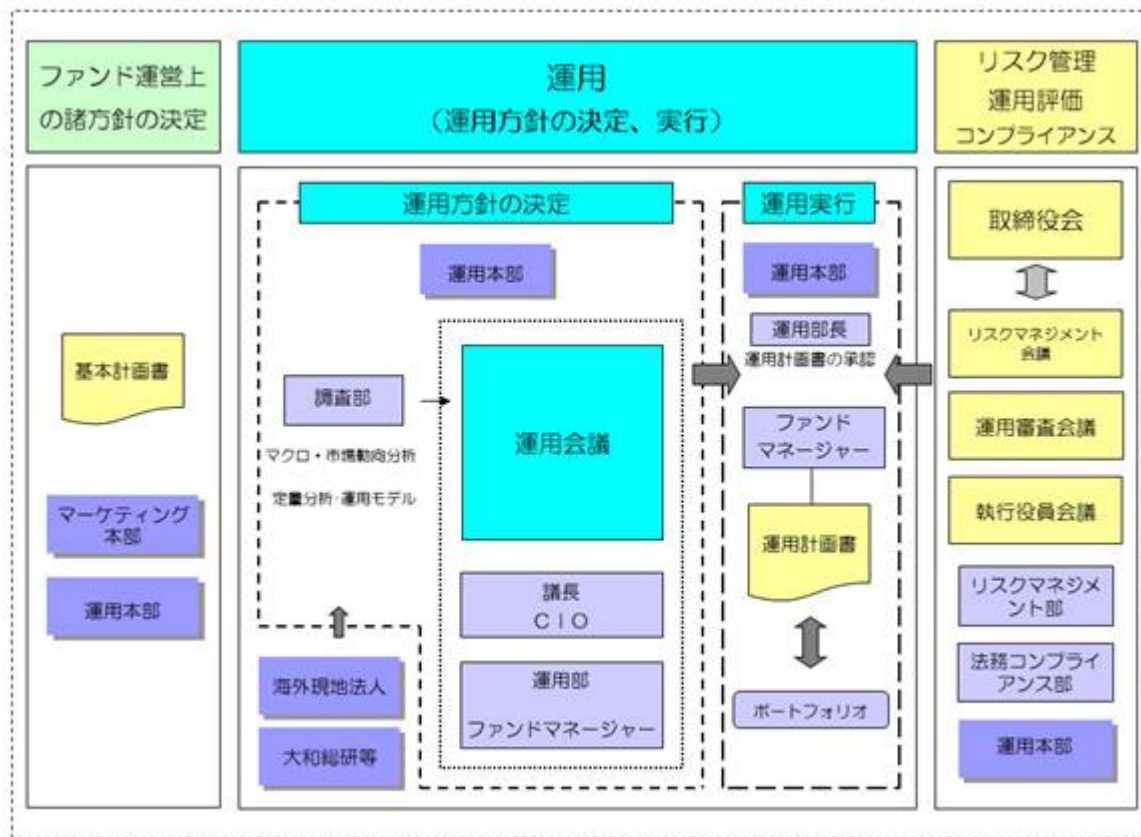 ファンド運営上
の諸方針の決定
運用
（運用方針の決定、実行）
リスク管理
運用評価
コンプライアンス
基本計画書
マーケティング
本部
運用本部
運用方針の決定
運用本部
調査部
マクロ・市場動向分析
定量分析・運用モデル
運用会議
議長
ＣＩＯ
運用部
ファンドマネージャー
海外現地法人
大和総研等
運用実行
運用本部
運用部長
運用計画書の承認
ファンド
マネージャー
運用計画書
ポートフォリオ
取締役会
リスクマネジメント
会議
運用審査会議
執行役員会議
リスクマネジメ
ント部
法務コンプライ
アンス部
運用本部